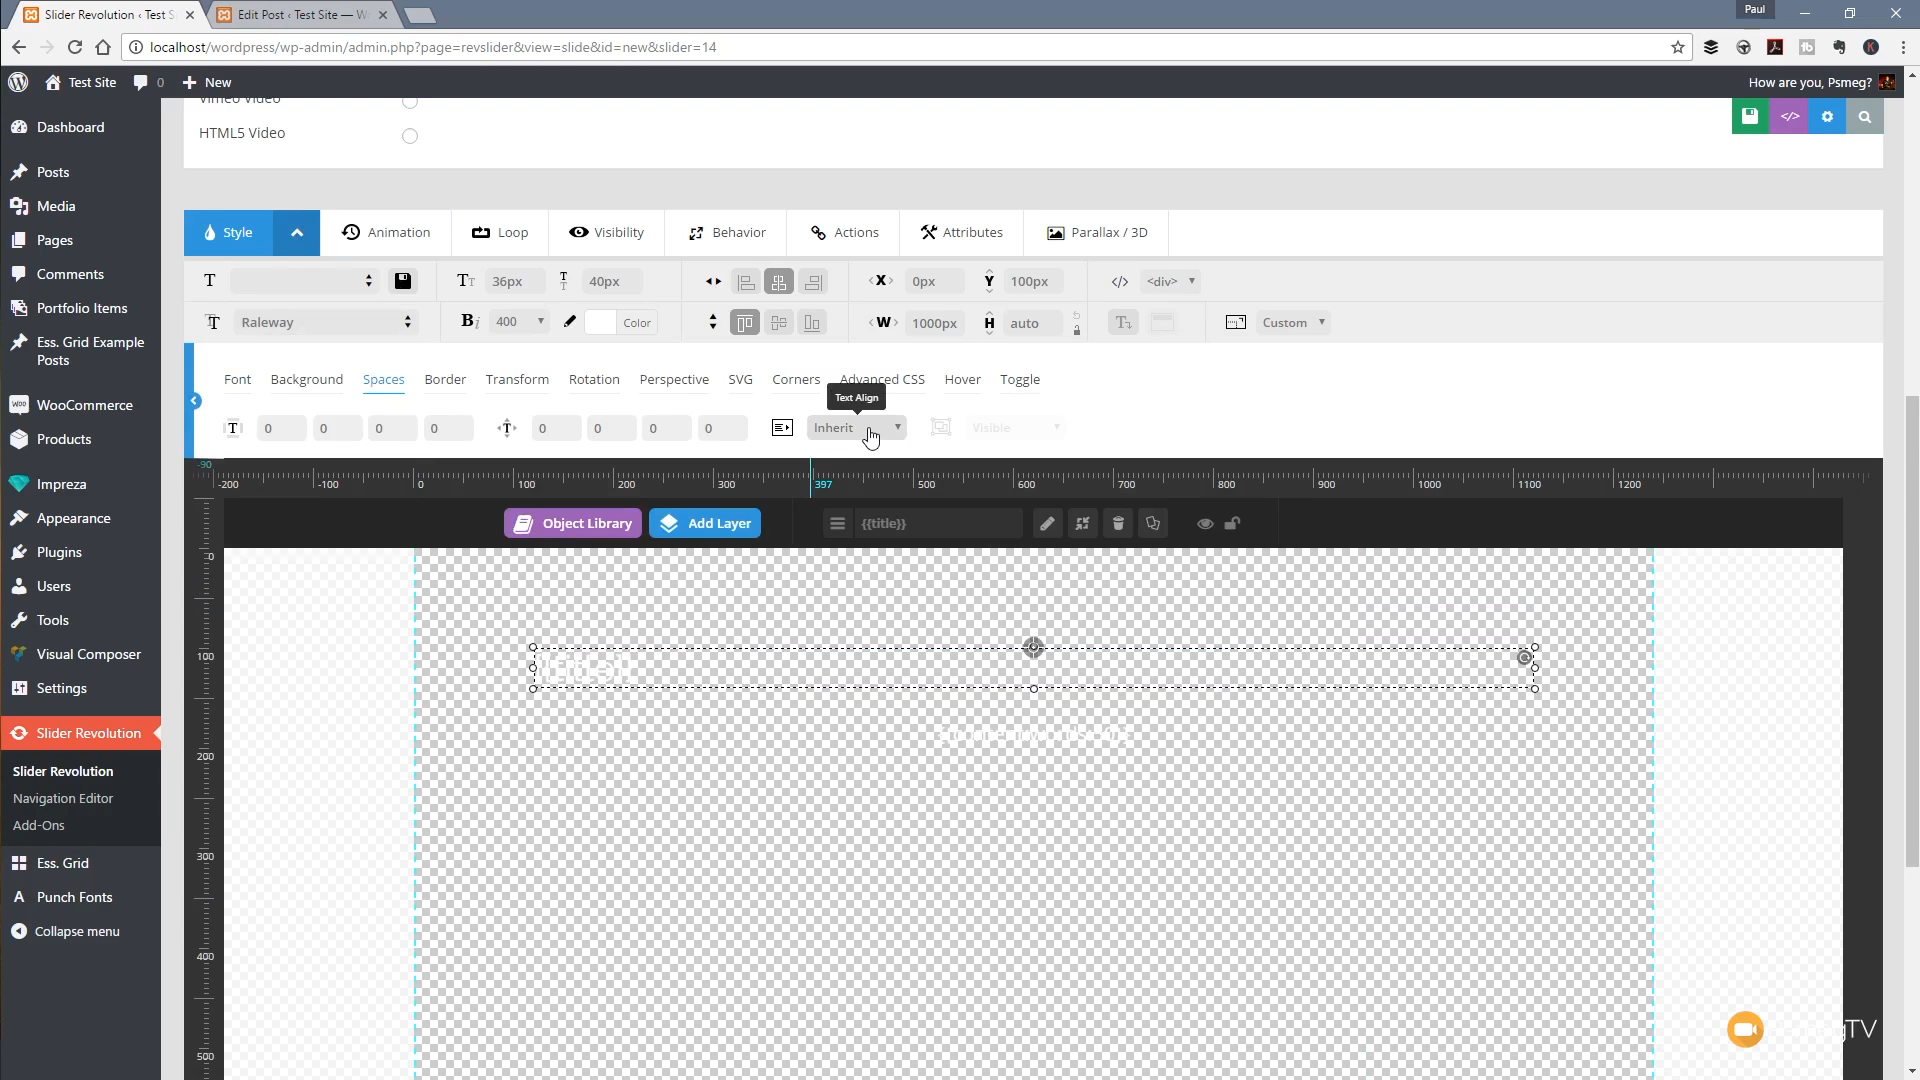 Slider Revolution ‹ Test S
Edit Post ‹ Test Site — W
Paul
localhost/wordpress/wp-admin/admin.php?page=revslider&view=slide&id=new&slider=14
Test Site
0
New
How are you, Psmeg?
Dashboard
Posts
Media
Pages
Comments
Portfolio Items
Ess. Grid Example
Posts
WooCommerce
Products
Impreza
Appearance
Plugins
Users
Tools
Visual Composer
Settings
Slider Revolution
Slider Revolution
Navigation Editor
Add-Ons
Ess. Grid
Punch Fonts
Collapse menu
Vimeo Video
HTML5 Video
Style
Animation
Loop
Visibility
Behavior
Actions
Attributes
Parallax / 3D
36px
40px
X
0px
Y
100px
</>
<div>
Raleway
400
Color
W
1000px
H
auto
Custom
Font
Background
Spaces
Border
Transform
Rotation
Perspective
SVG
Corners
Advanced CSS
Hover
Toggle
Text Align
0
0
0
0
0
0
0
0
Inherit
Visible
-90
-200
-100
0
100
200
300
397
500
600
700
800
900
1000
1100
1200
Object Library
Add Layer
{{title}}
0
100
200
300
400
500
{{title}}